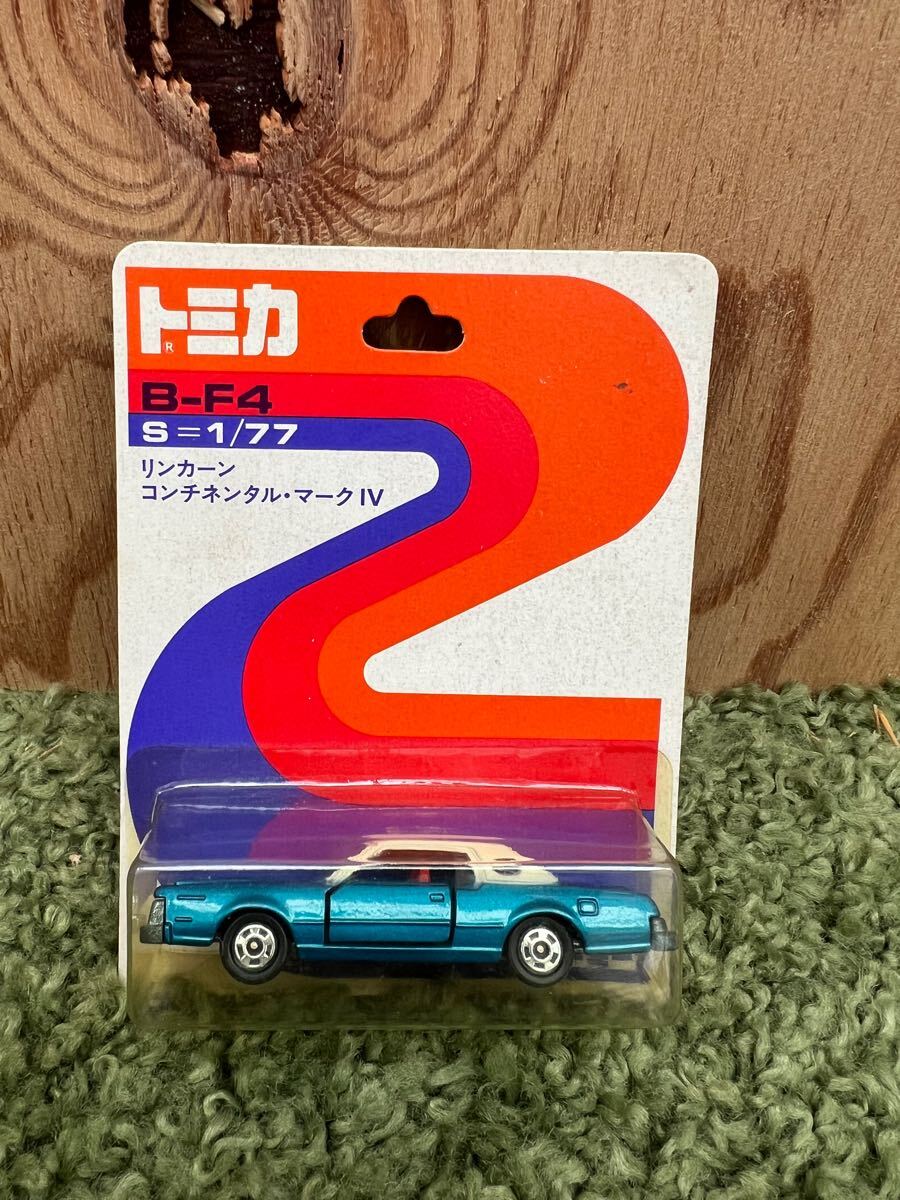 トミカ
®
B-F4
S=1/77
リンカーン
コンチネンタル・マークIV